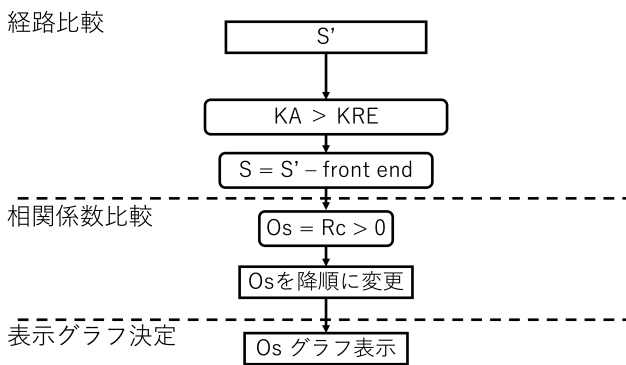 経路比較
S’
KA > KRE
S = S’ – front end
相関係数比較
Os = Rc > 0
Osを降順に変更
表示グラフ決定
Os グラフ表示